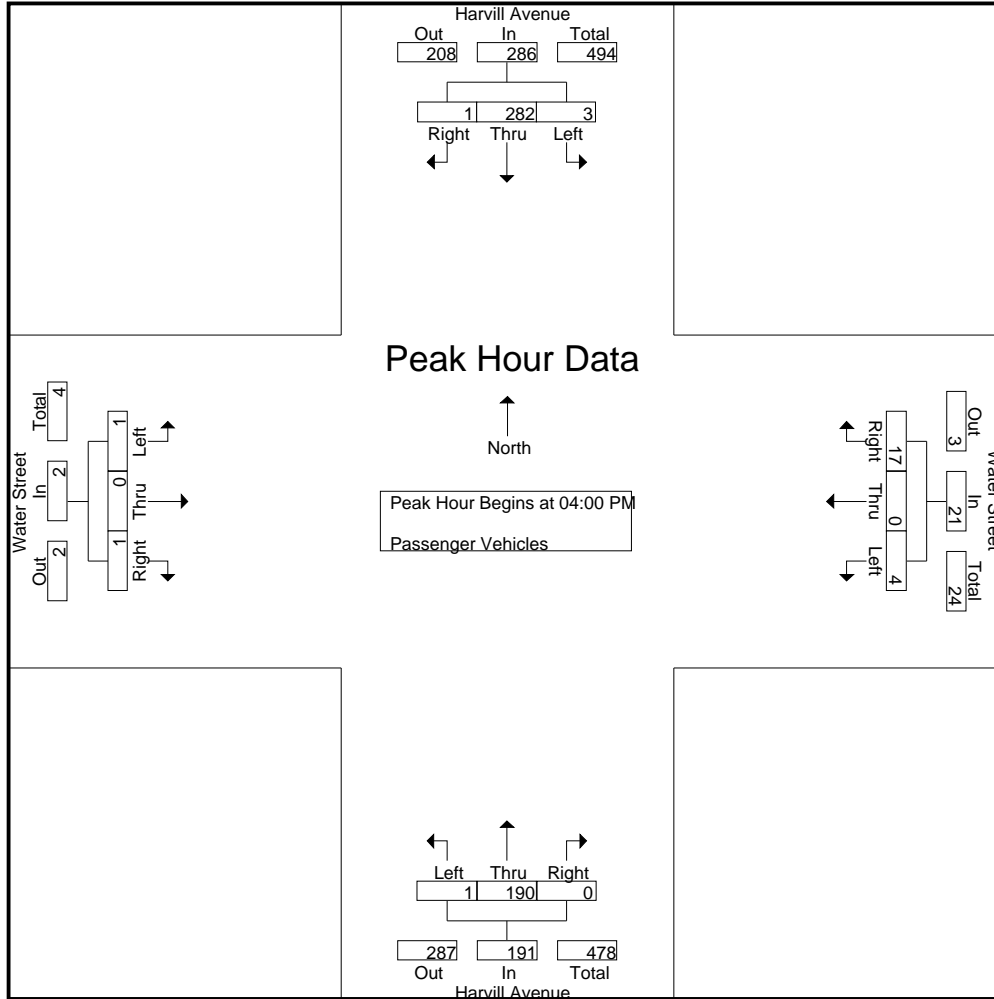 Harvill Avenue
Out In Total
208 286 494
1 282 3
Right Thru Left
Peak Hour Data
North
Peak Hour Begins at 04:00 PM
Passenger Vehicles
Water Street
Total In Out
4 2 2
1 0 1
Left Thru Right
Water Street
Out In Total
3 21 24
17 0 4
Right Thru Left
Left Thru Right
1 190 0
287 191 478
Out In Total
Harvill Avenue